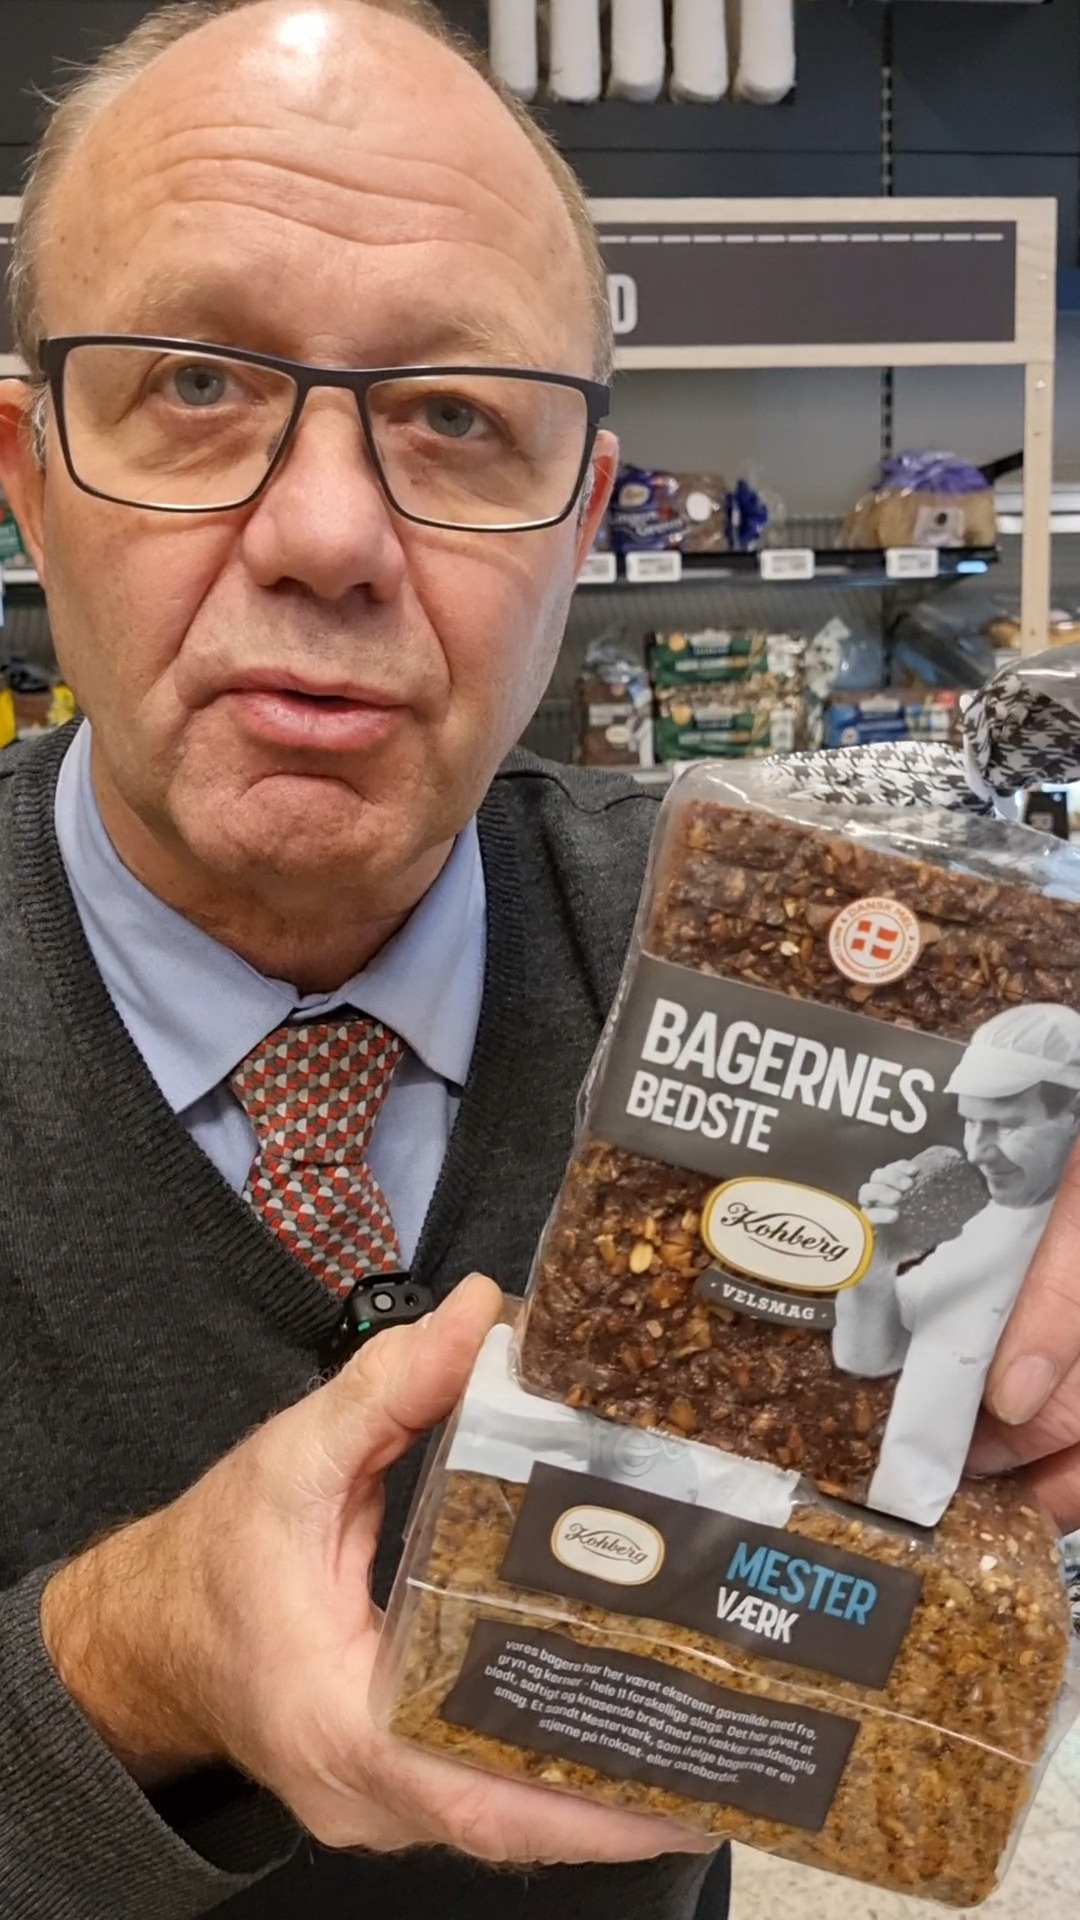 D
DANSK MEL
BAGERNES
BEDSTE
Kohberg
VELSMAG
Kohberg
MESTER
VÆRK
Vores bagere har her været ekstremt gavmilde med frø,
gryn og kerner - hele 11 forskellige slags. Det har givet et
blødt, saftigt og knasende brød med en lækker nøddeagtig
smag. Et sandt Mesterværk, som ifølge bagerne er en
stjerne på frokost- eller ostebordet.